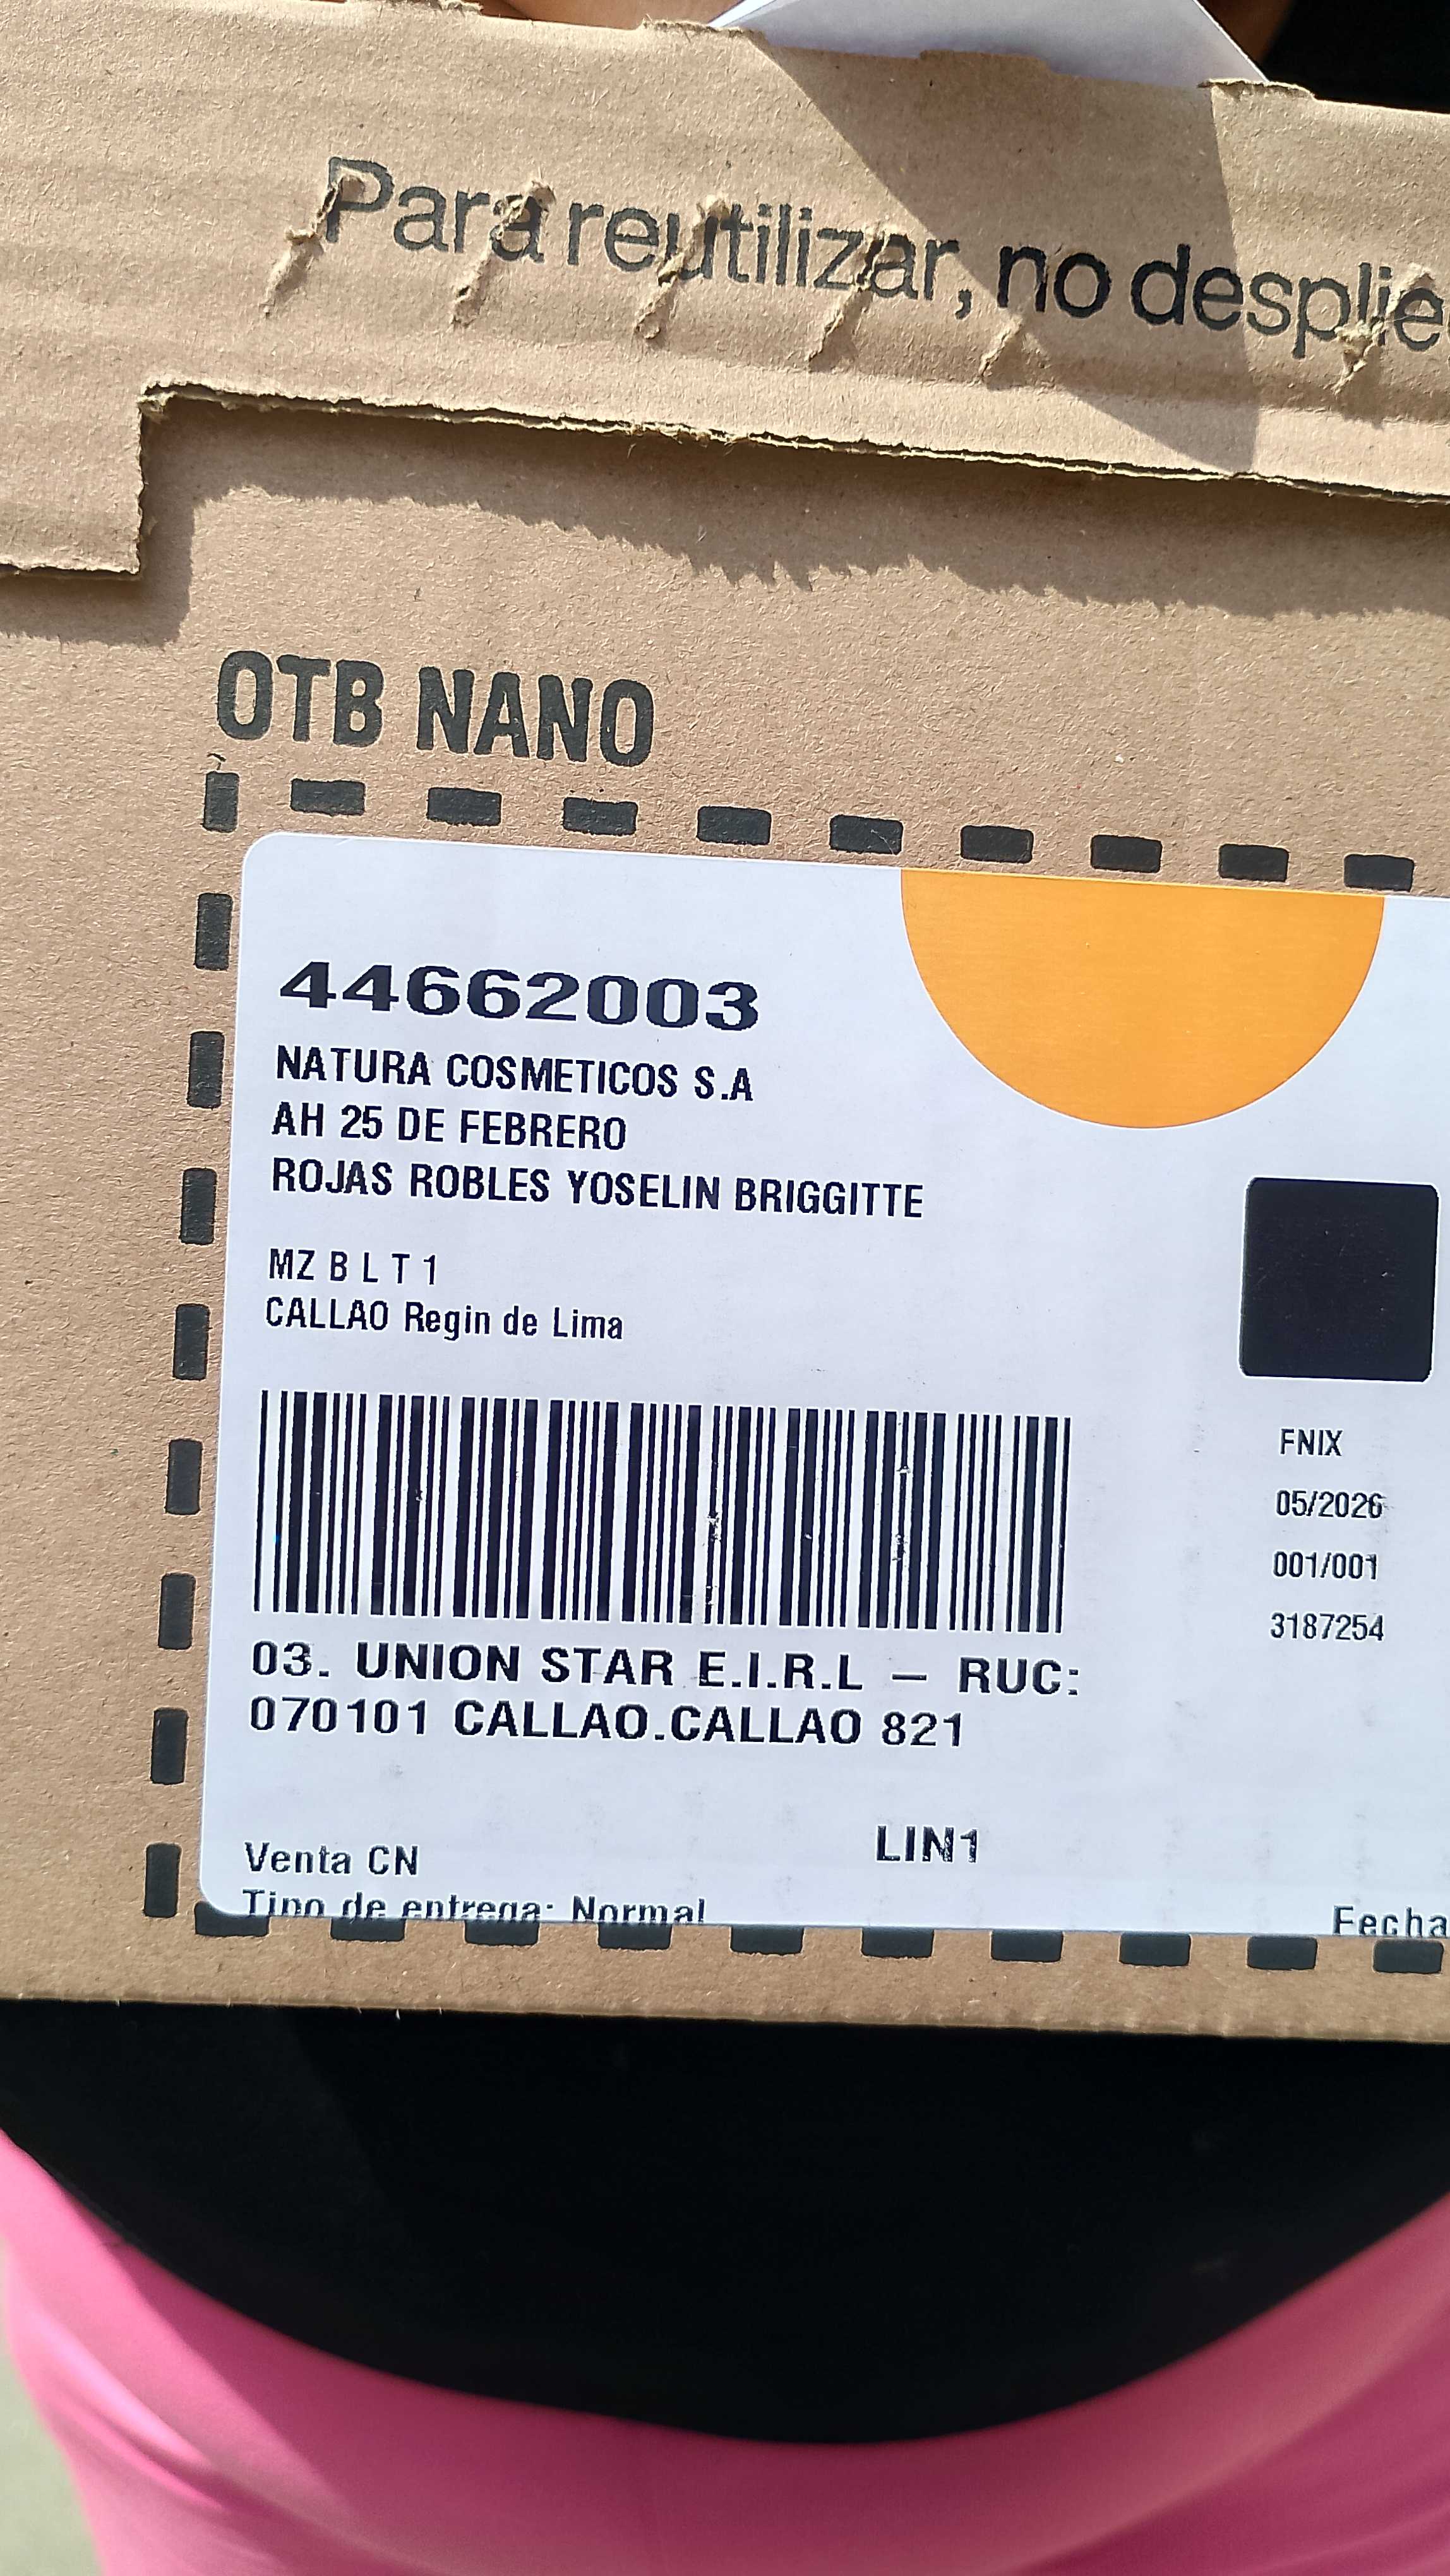 Para reutilizar, no desplie
OTB NANO
44662003
NATURA COSMETICOS S.A
AH 25 DE FEBRERO
ROJAS ROBLES YOSELIN BRIGGITTE
MZ B L T 1
CALLAO Regin de Lima
FNIX
05/2026
001/001
3187254
03. UNION STAR E.I.R.L – RUC:
070101 CALLAO.CALLAO 821
LIN1
Venta CN
Tipo de entrega: Normal
Fecha